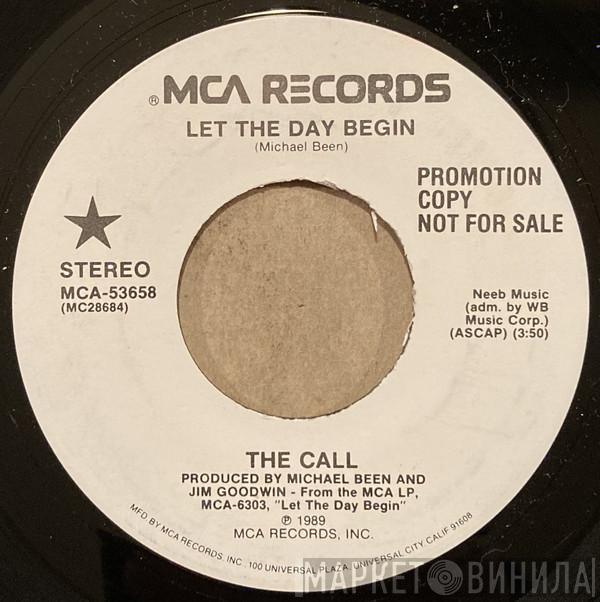 ® MCA RECORDS
LET THE DAY BEGIN
(Michael Been)
PROMOTION
COPY
NOT FOR SALE
STEREO
MCA-53658
(MC28684)
Neeb Music
(adm. by WB
Music Corp.)
(ASCAP) (3:50)
THE CALL
PRODUCED BY MICHAEL BEEN AND
JIM GOODWIN - From the MCA LP,
MCA-6303, "Let The Day Begin"
℗ 1989
MCA RECORDS, INC.
MFD BY MCA RECORDS, INC. 100 UNIVERSAL PLAZA, UNIVERSAL CITY CALIF 91608
МАРКЕТ ВИНИЛА